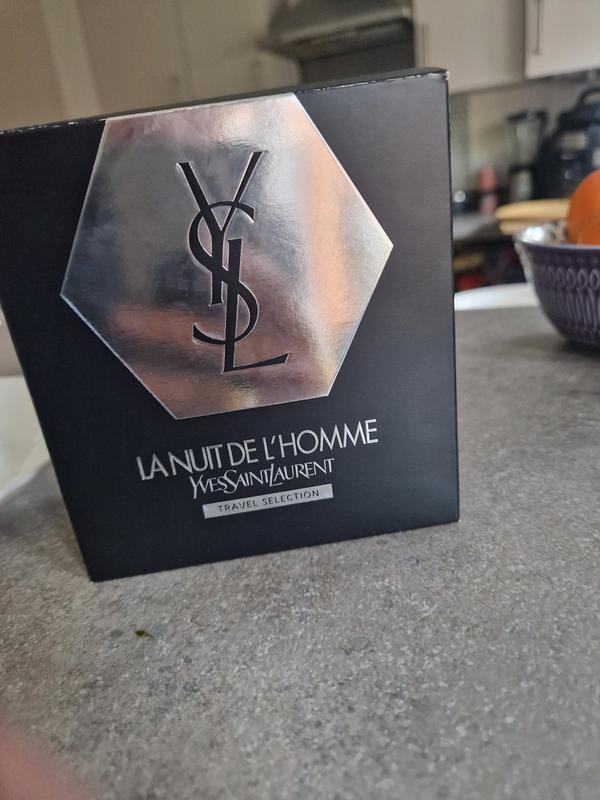 YSL
LA NUIT DE L'HOMME
YVESSAINTLAURENT
TRAVEL SELECTION